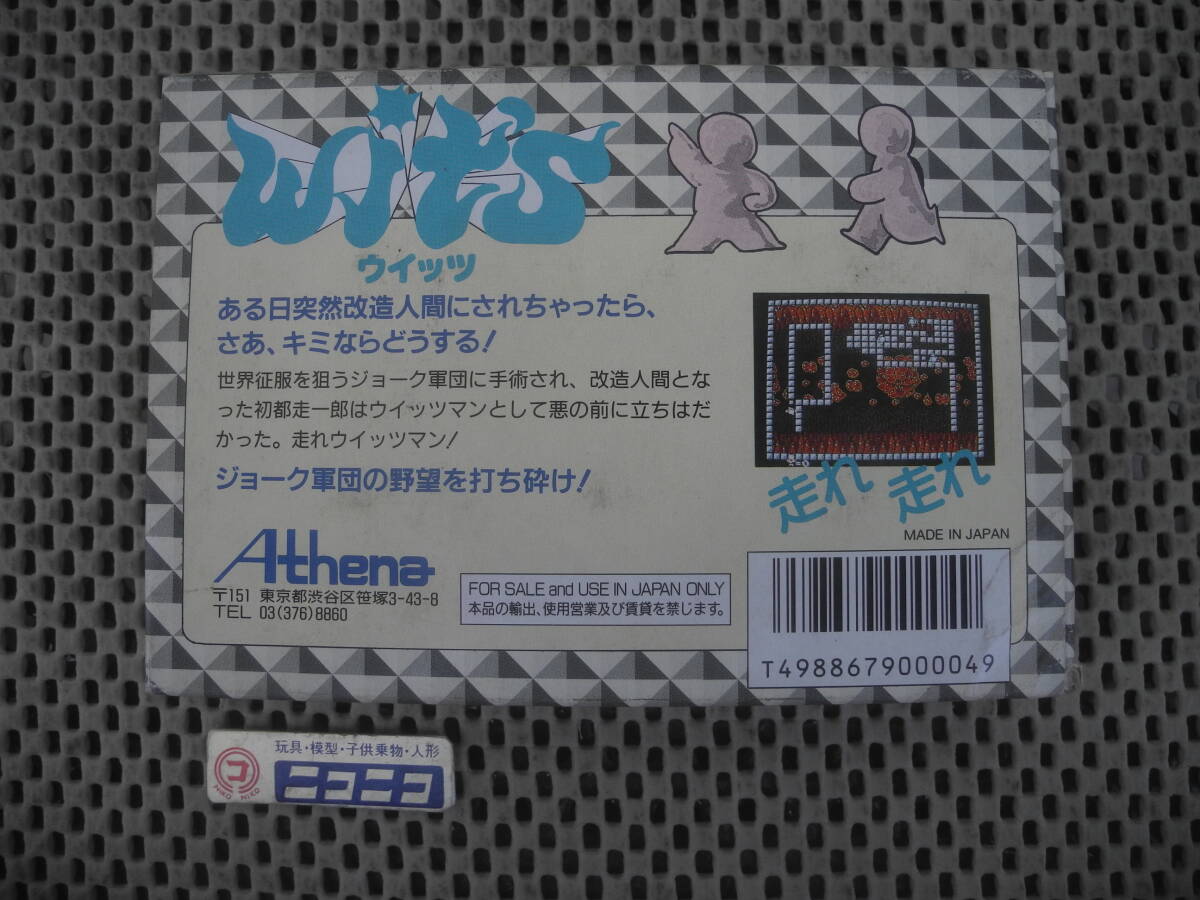 wit's
ウイッツ
ある日突然改造人間にされちゃったら、
さあ、キミならどうする!
世界征服を狙うジョーク軍団に手術され、改造人間とな
った初都走一郎はウイッツマンとして悪の前に立ちはだ
かった。走れウイッツマン!
ジョーク軍団の野望を打ち砕け!
走れ 走れ
MADE IN JAPAN
Athena
〒151 東京都渋谷区笹塚3-43-8
TEL 03(376)8860
FOR SALE and USE IN JAPAN ONLY
本品の輸出、使用営業及び賃貸を禁じます。
T4988679000049
玩具・模型・子供乗物・人形
ニコニコ
コ
NIKO NIKO